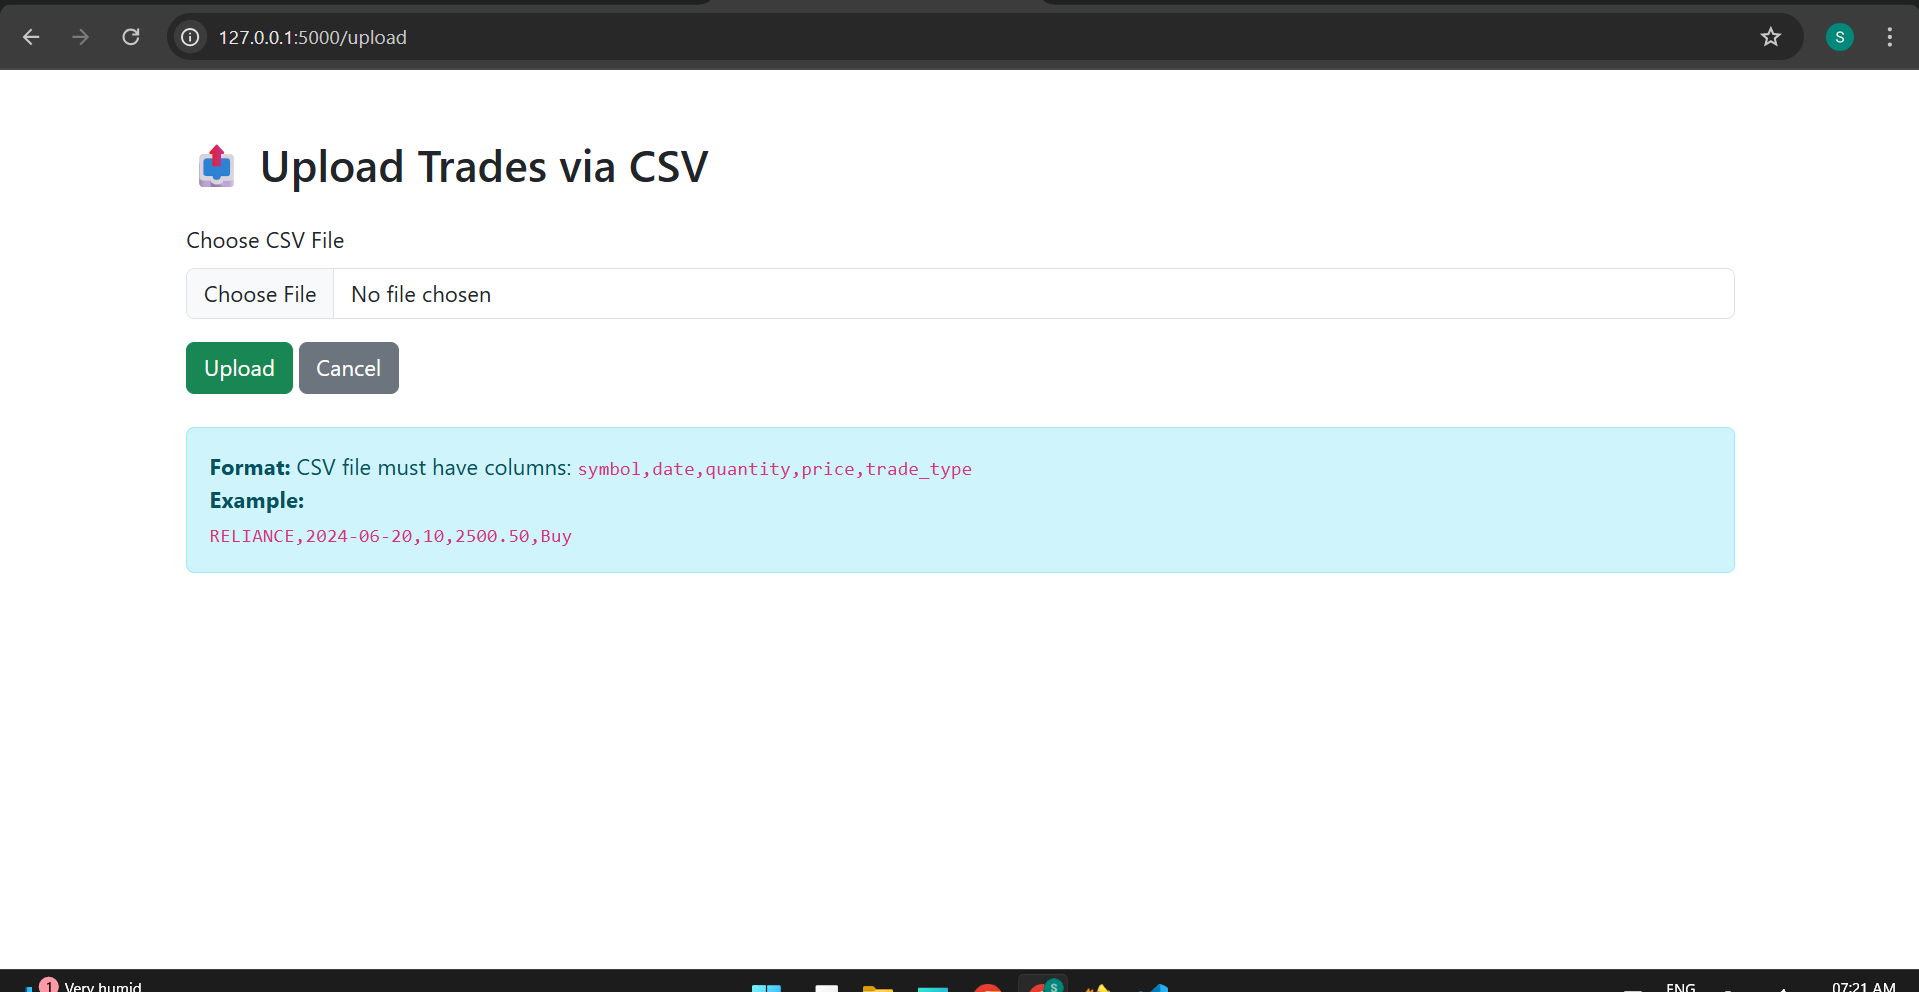 127.0.0.1:5000/upload
S
Upload Trades via CSV
Choose CSV File
Choose File No file chosen
Upload Cancel
Format: CSV file must have columns: symbol,date,quantity,price,trade_type
Example:
RELIANCE,2024-06-20,10,2500.50,Buy
1 Very humid
S
ENG
07:21 AM